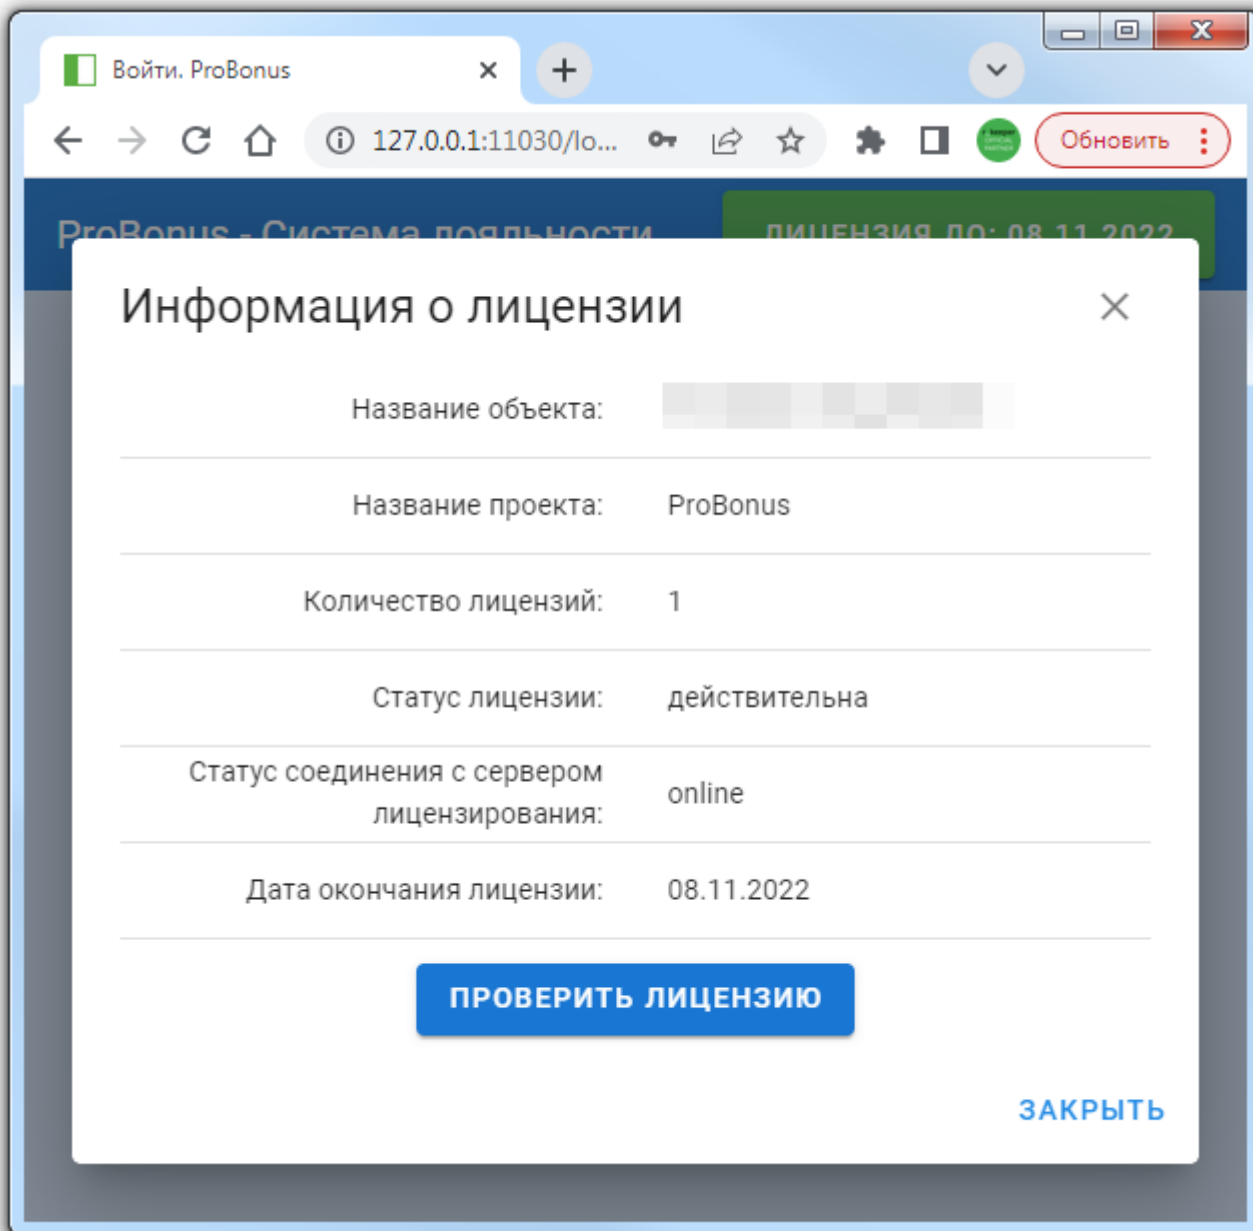 Войти. ProBonus
127.0.0.1:11030/lo...
Обновить
ProBonus - Система лояльности
ЛИЦЕНЗИЯ ДО: 08.11.2022
Информация о лицензии
Название объекта:
Название проекта: ProBonus
Количество лицензий: 1
Статус лицензии: действительна
Статус соединения с сервером
лицензирования: online
Дата окончания лицензии: 08.11.2022
ПРОВЕРИТЬ ЛИЦЕНЗИЮ
ЗАКРЫТЬ